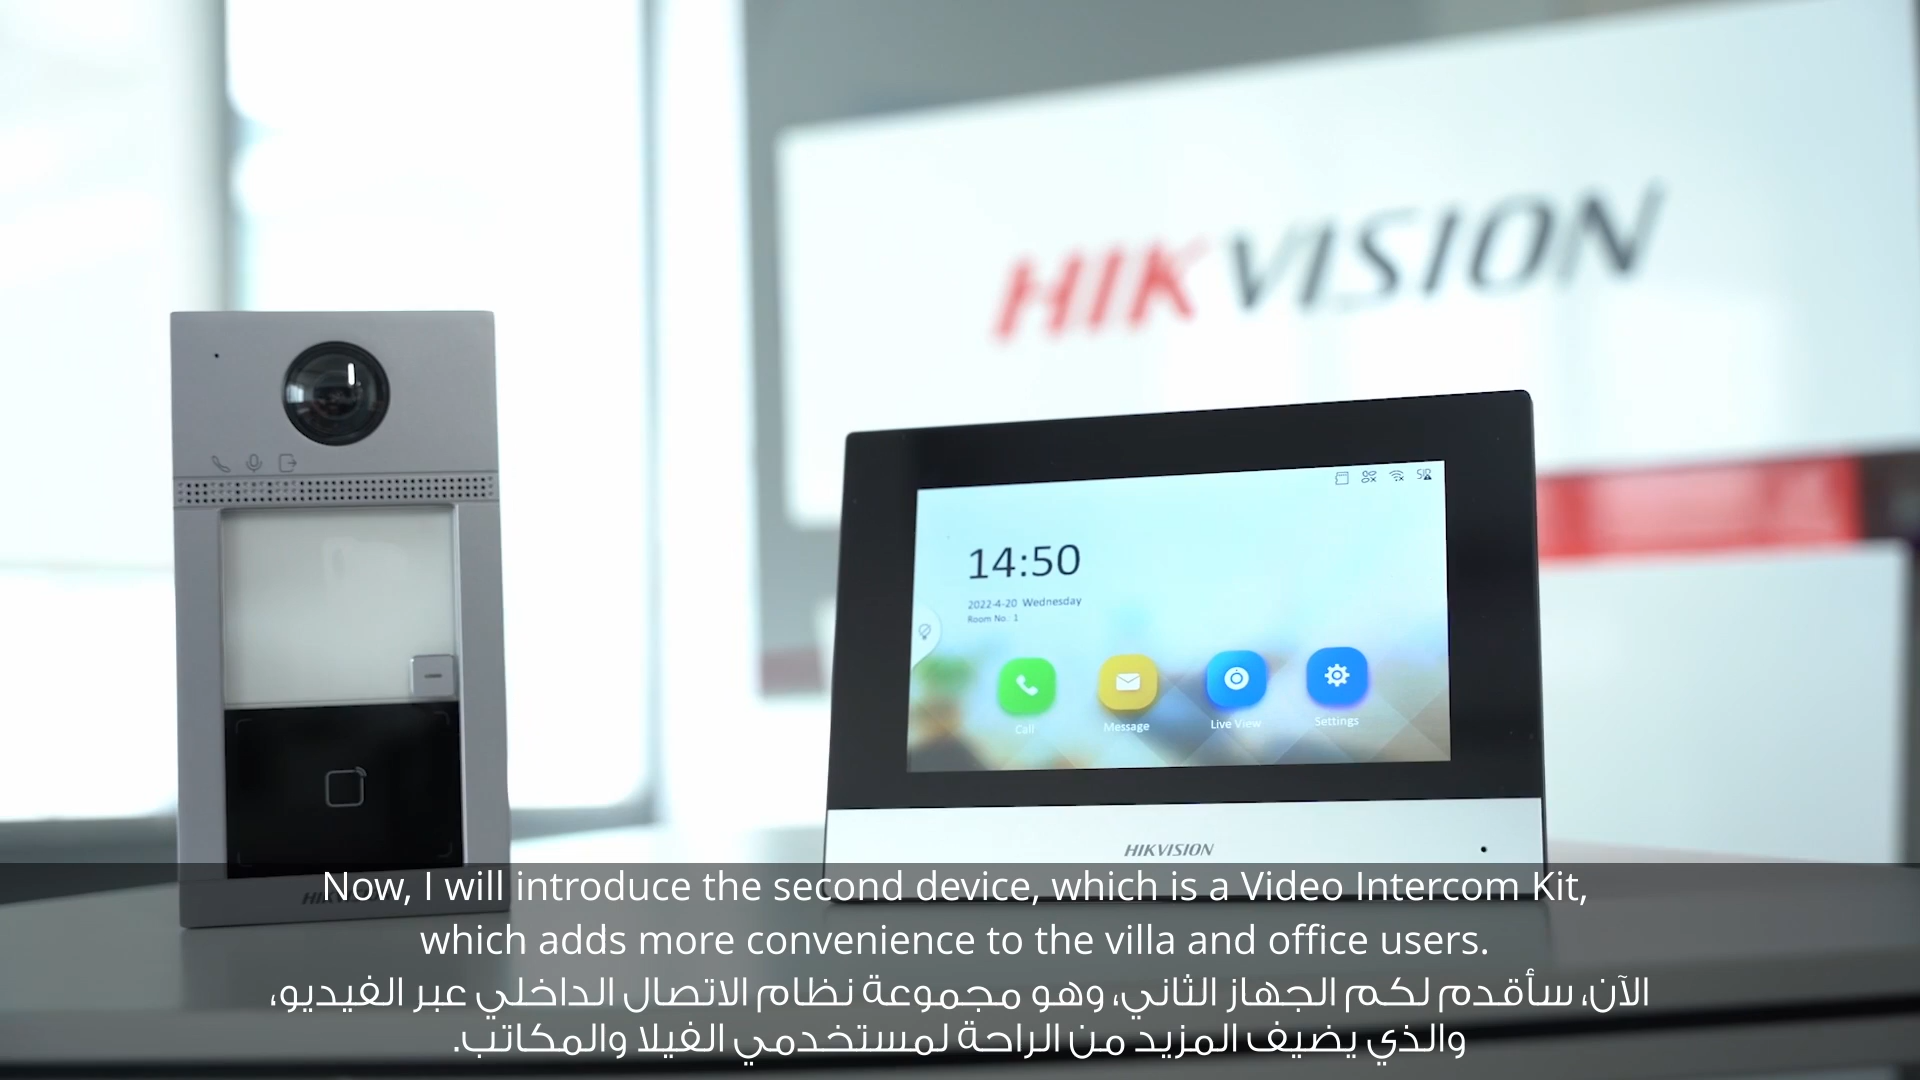 HIKVISION
14:50
2022-4-20 Wednesday
Room No.: 1
Call
Message
Live View
Settings
HIKVISION
Now, I will introduce the second device, which is a Video Intercom Kit,
which adds more convenience to the villa and office users.
الآن، سأقدم لكم الجهاز الثاني، وهو مجموعة نظام الاتصال الداخلي عبر الفيديو،
والذي يضيف المزيد من الراحة لمستخدمي الفيلا والمكاتب.